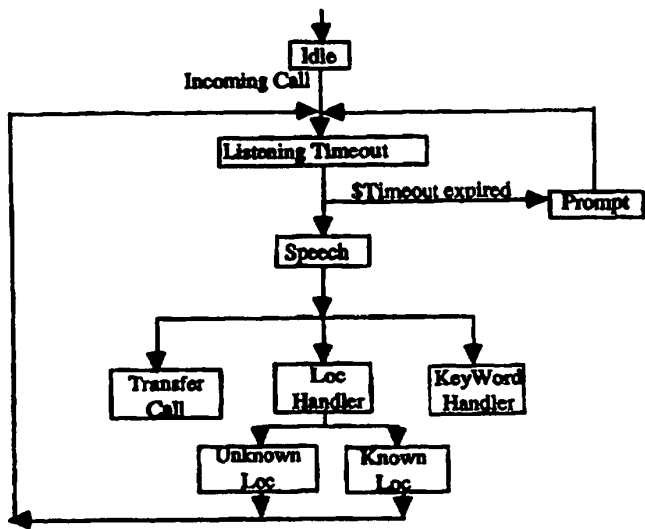 Idle
Incoming Call
Listening Timeout
$Timeout expired
Prompt
Speech
Transfer
Call
Loc
Handler
KeyWord
Handler
Unknown
Loc
Known
Loc